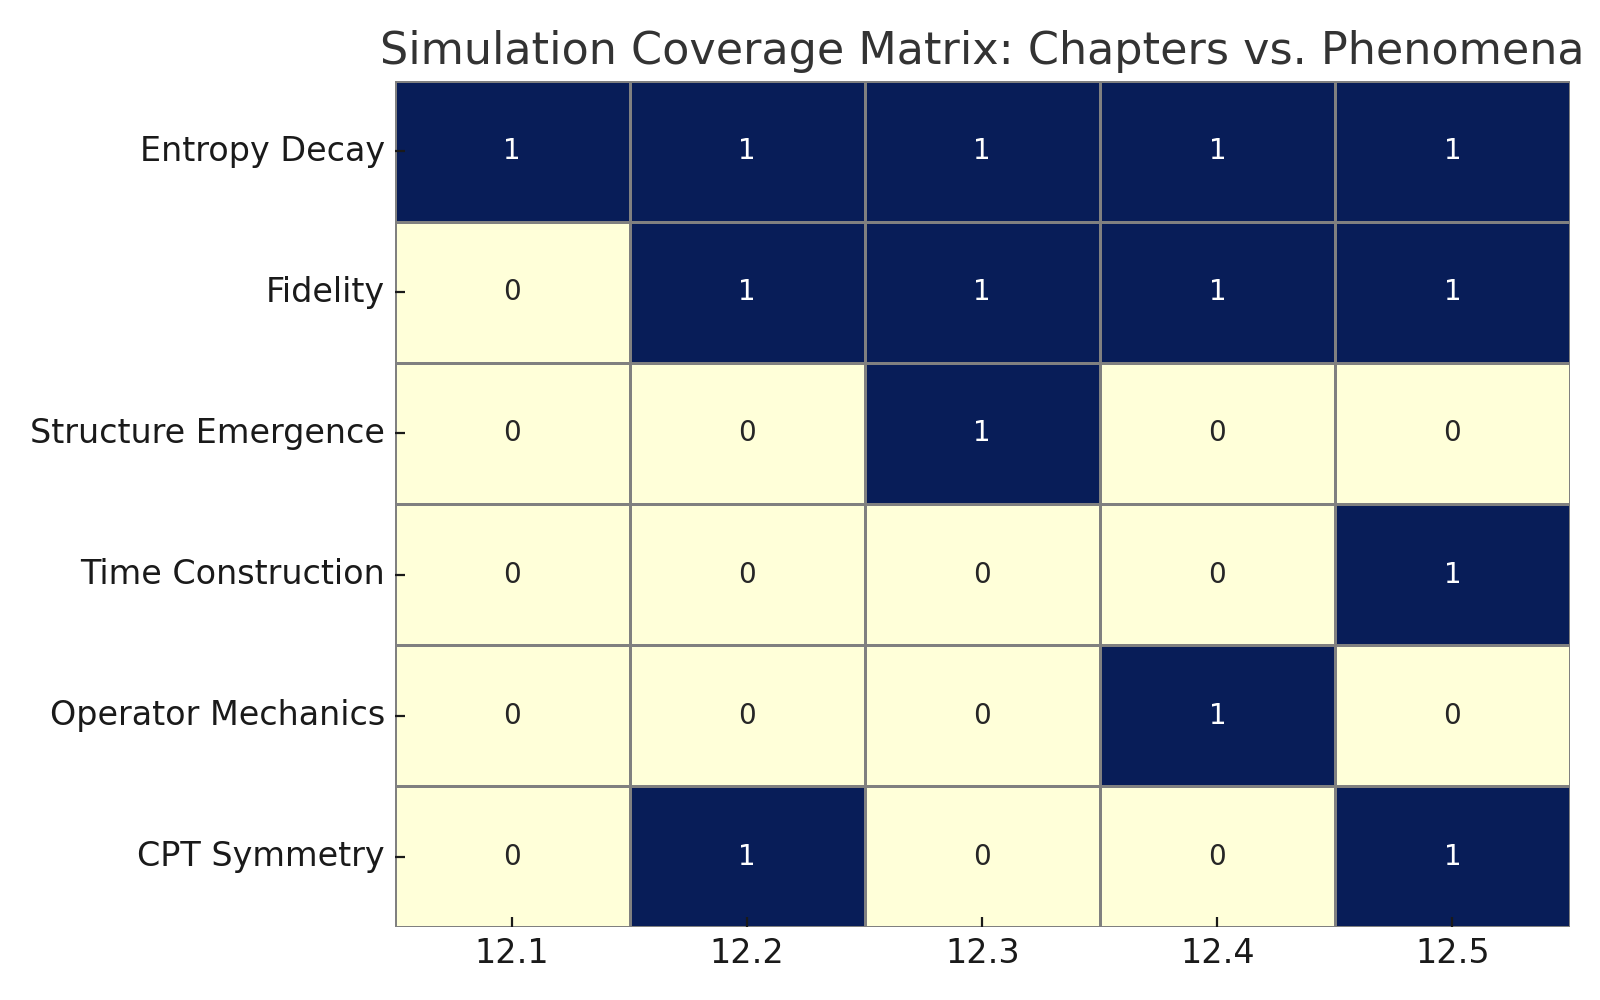 Simulation Coverage Matrix: Chapters vs. Phenomena
Entropy Decay 1 1 1 1 1
Fidelity 0 1 1 1 1
Structure Emergence 0 0 1 0 0
Time Construction 0 0 0 0 1
Operator Mechanics 0 0 0 1 0
CPT Symmetry 0 1 0 0 1
12.1 12.2 12.3 12.4 12.5